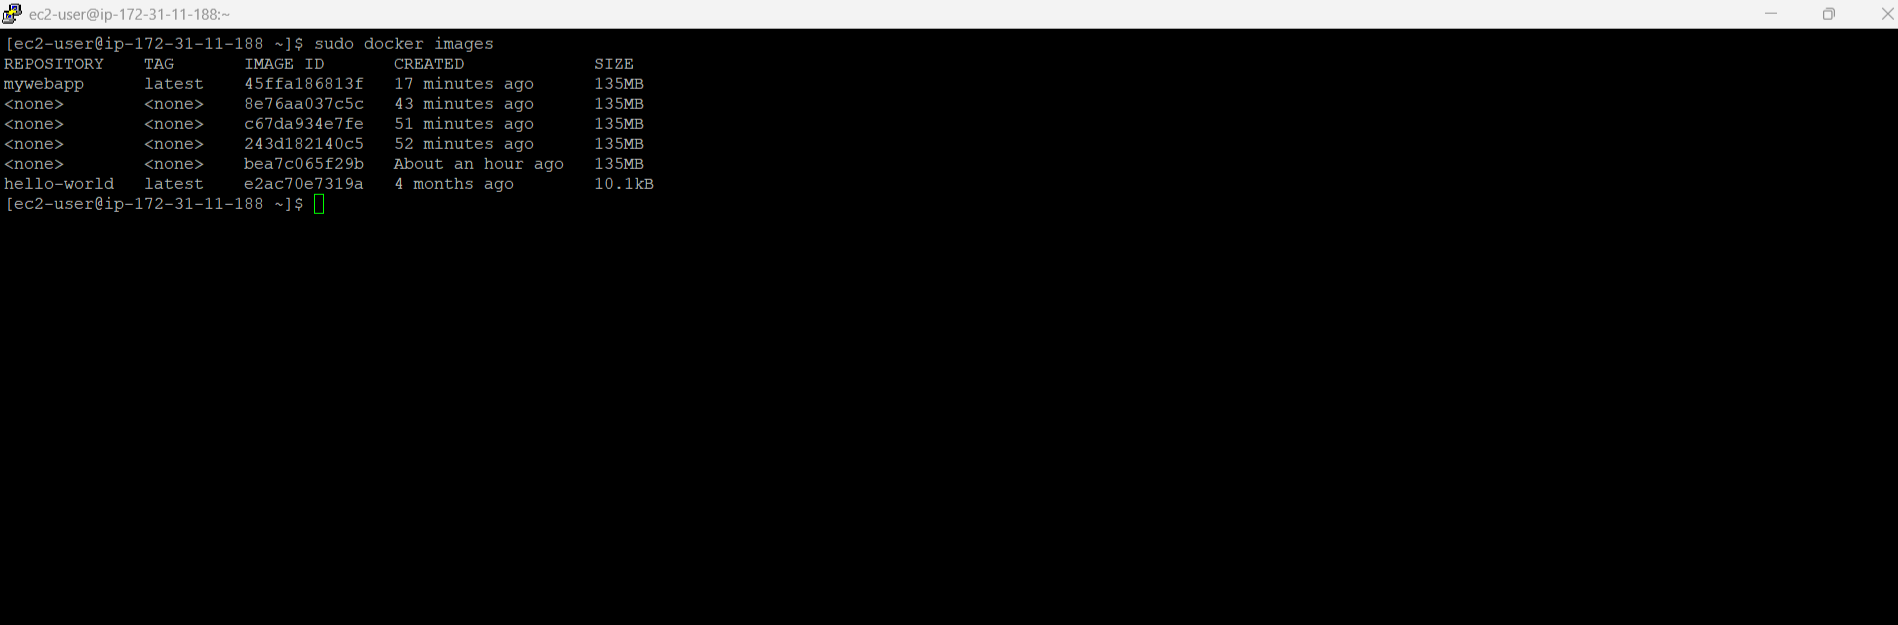 ec2-user@ip-172-31-11-188:~
[ec2-user@ip-172-31-11-188 ~]$ sudo docker images
REPOSITORY    TAG       IMAGE ID       CREATED             SIZE
mywebapp      latest    45ffa186813f   17 minutes ago      135MB
<none>        <none>    8e76aa037c5c   43 minutes ago      135MB
<none>        <none>    c67da934e7fe   51 minutes ago      135MB
<none>        <none>    243d182140c5   52 minutes ago      135MB
<none>        <none>    bea7c065f29b   About an hour ago   135MB
hello-world   latest    e2ac70e7319a   4 months ago        10.1kB
[ec2-user@ip-172-31-11-188 ~]$